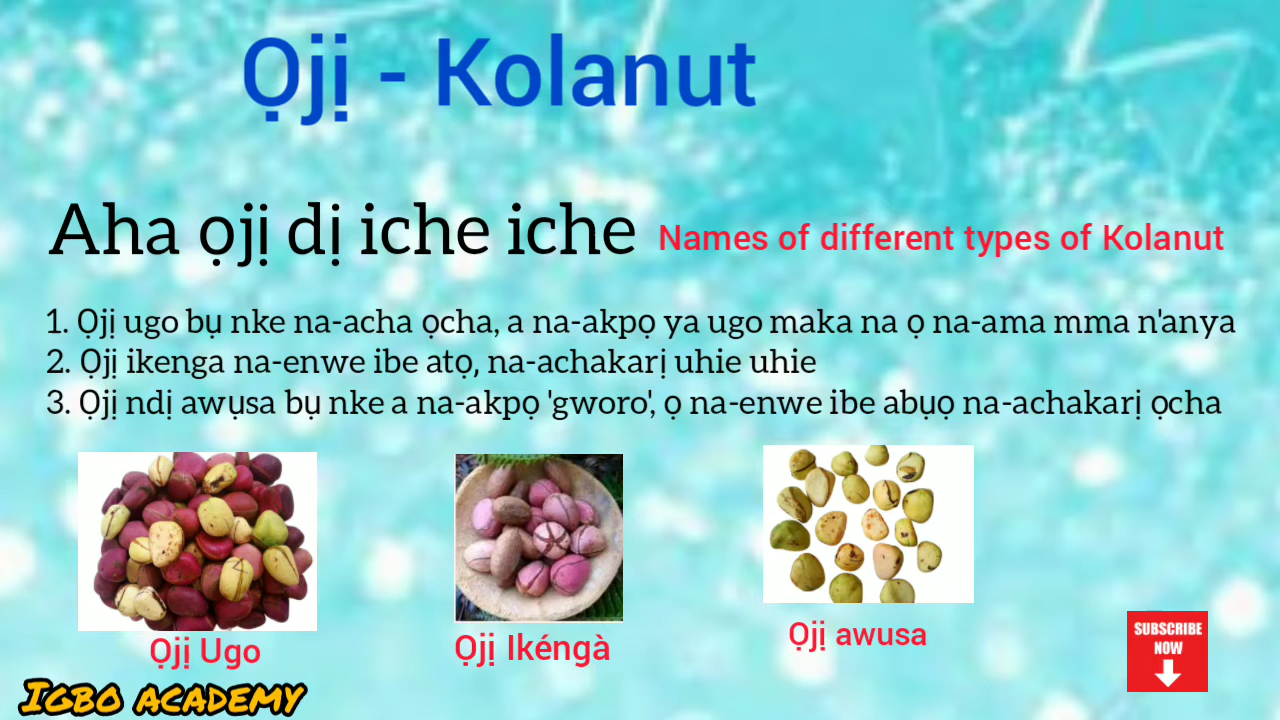 Ọjị - Kolanut
Aha ọjị dị iche iche Names of different types of Kolanut
1. Ọjị ugo bụ nke na-acha ọcha, a na-akpọ ya ugo maka na ọ na-ama mma n'anya
2. Ọjị ikenga na-enwe ibe atọ, na-achakarị uhie uhie
3. Ọjị ndị awụsa bụ nke a na-akpọ 'gworo', ọ na-enwe ibe abụọ na-achakarị ọcha
Ọjị Ugo
Ọjị Ikéngà
Ọjị awusa
SUBSCRIBE
NOW
IGBO ACADEMY